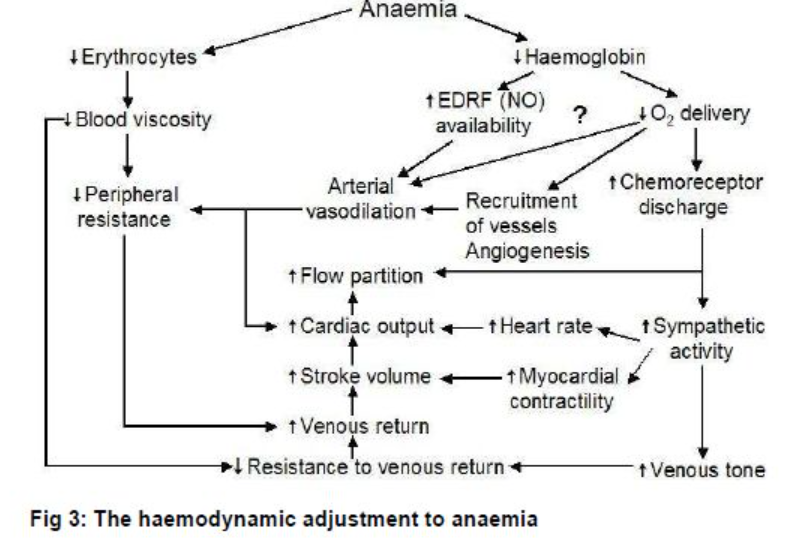 Anaemia
↓Erythrocytes
↓Haemoglobin
↑EDRF (NO)
availability
?
↓O₂ delivery
↓Blood viscosity
↓Peripheral
resistance
Arterial
vasodilation
Recruitment
of vessels
Angiogenesis
↑Chemoreceptor
discharge
↑Flow partition
↑Cardiac output
↑Heart rate
↑Sympathetic
activity
↑Stroke volume
↑Myocardial
contractility
↑Venous return
↓Resistance to venous return
↑Venous tone
Fig 3: The haemodynamic adjustment to anaemia